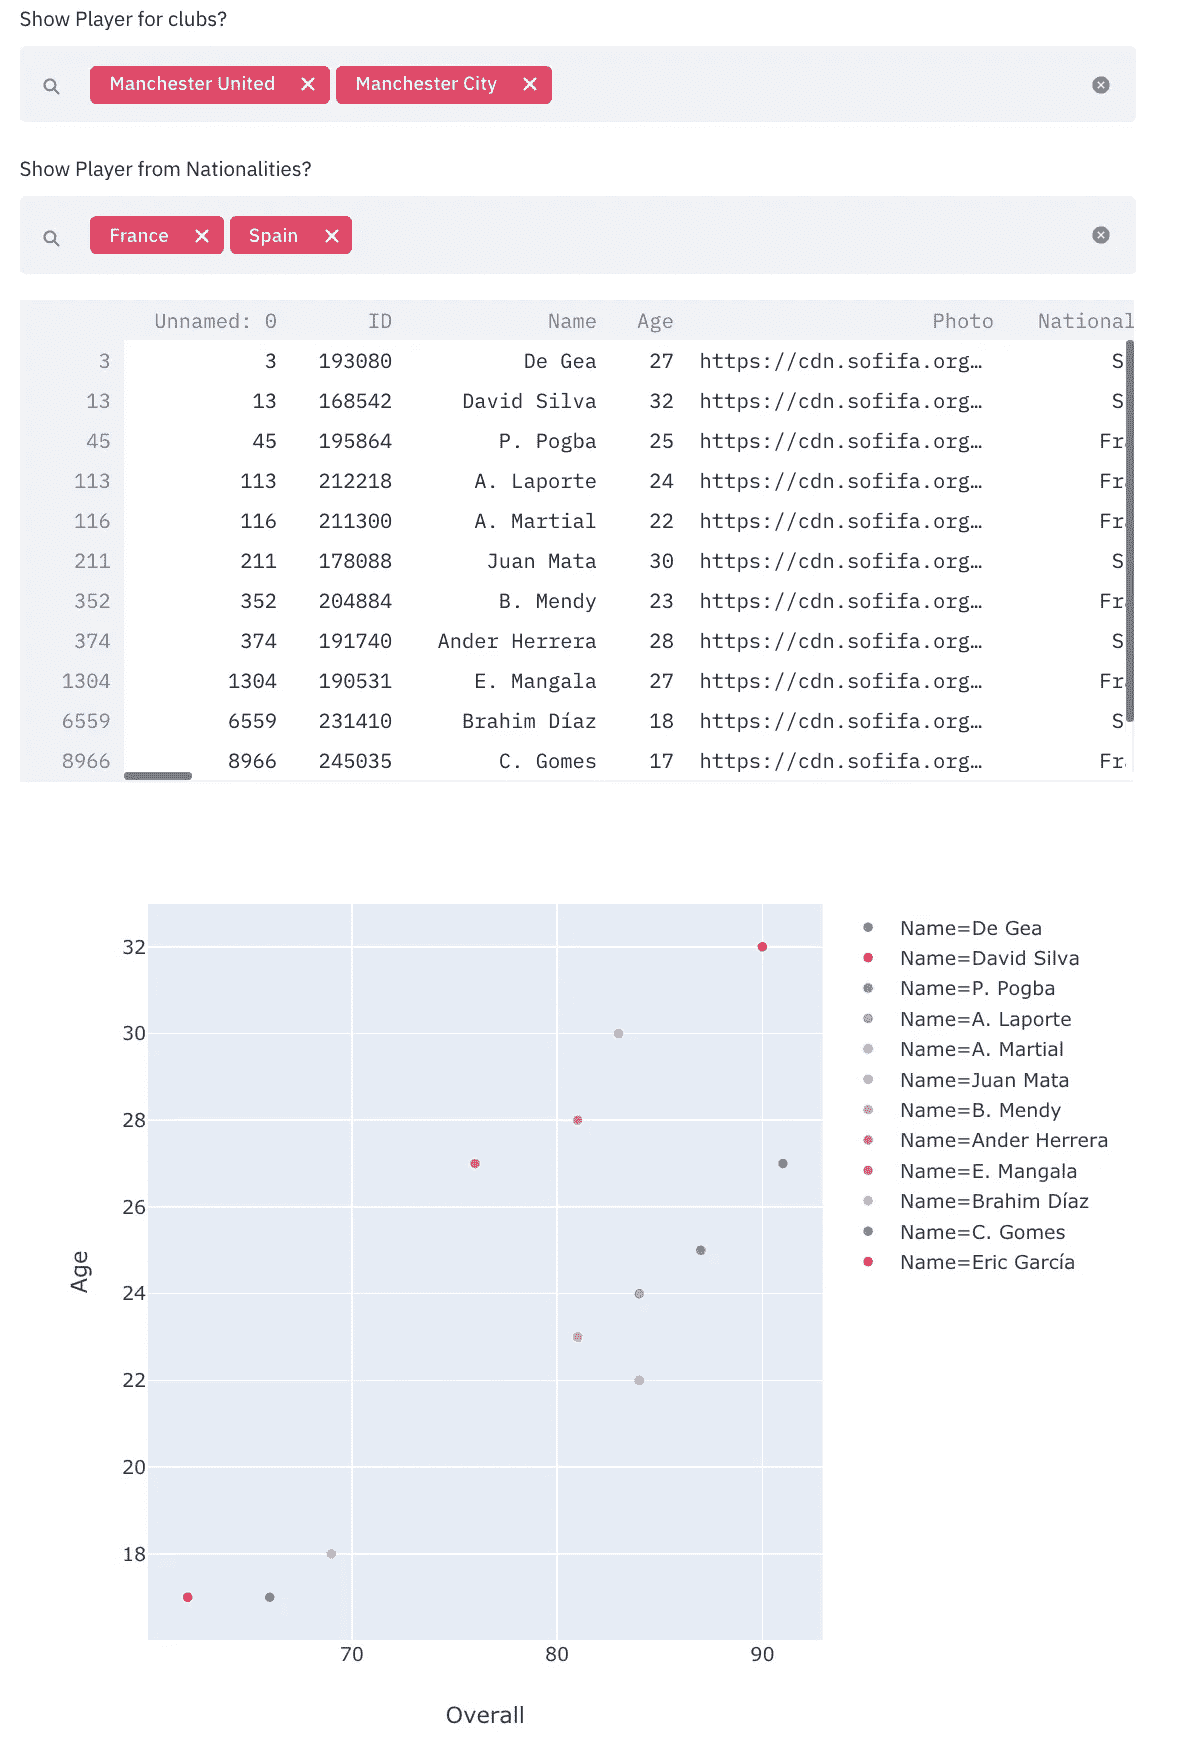 Show Player for clubs?
Manchester United Manchester City
Show Player from Nationalities?
France Spain
Unnamed: 0 ID Name Age Photo National
3 3 193080 De Gea 27 https://cdn.sofifa.org… S
13 13 168542 David Silva 32 https://cdn.sofifa.org… S
45 45 195864 P. Pogba 25 https://cdn.sofifa.org… Fr
113 113 212218 A. Laporte 24 https://cdn.sofifa.org… Fr
116 116 211300 A. Martial 22 https://cdn.sofifa.org… Fr
211 211 178088 Juan Mata 30 https://cdn.sofifa.org… S
352 352 204884 B. Mendy 23 https://cdn.sofifa.org… Fr
374 374 191740 Ander Herrera 28 https://cdn.sofifa.org… S
1304 1304 190531 E. Mangala 27 https://cdn.sofifa.org… Fr
6559 6559 231410 Brahim Díaz 18 https://cdn.sofifa.org… S
8966 8966 245035 C. Gomes 17 https://cdn.sofifa.org… Fr
32
30
28
26
24
22
20
18
Age
70 80 90
Overall
Name=De Gea
Name=David Silva
Name=P. Pogba
Name=A. Laporte
Name=A. Martial
Name=Juan Mata
Name=B. Mendy
Name=Ander Herrera
Name=E. Mangala
Name=Brahim Díaz
Name=C. Gomes
Name=Eric García